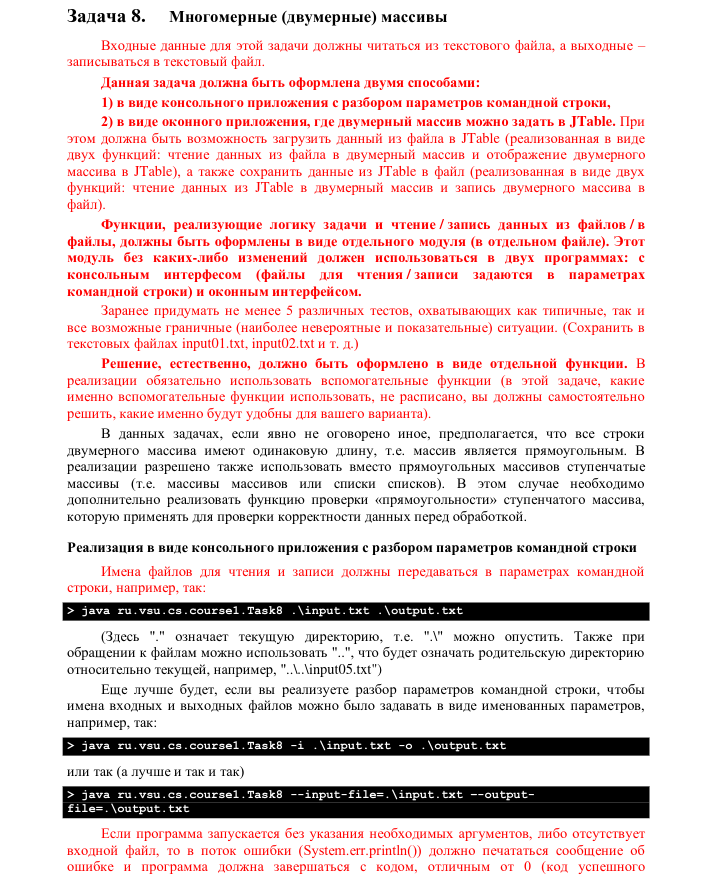 Задача 8. Многомерные (двумерные) массивы
Входные данные для этой задачи должны читаться из текстового файла, а выходные –
записываться в текстовый файл.
Данная задача должна быть оформлена двумя способами:
1) в виде консольного приложения с разбором параметров командной строки,
2) в виде оконного приложения, где двумерный массив можно задать в JTable. При
этом должна быть возможность загрузить данный из файла в JTable (реализованная в виде
двух функций: чтение данных из файла в двумерный массив и отображение двумерного
массива в JTable), а также сохранить данные из JTable в файл (реализованная в виде двух
функций: чтение данных из JTable в двумерный массив и запись двумерного массива в
файл).
Функции, реализующие логику задачи и чтение / запись данных из файлов / в
файлы, должны быть оформлены в виде отдельного модуля (в отдельном файле). Этот
модуль без каких-либо изменений должен использоваться в двух программах: с
консольным интерфесом (файлы для чтения / записи задаются в параметрах
командной строки) и оконным интерфейсом.
Заранее придумать не менее 5 различных тестов, охватывающих как типичные, так и
все возможные граничные (наиболее невероятные и показательные) ситуации. (Сохранить в
текстовых файлах input01.txt, input02.txt и т. д.)
Решение, естественно, должно быть оформлено в виде отдельной функции. В
реализации обязательно использовать вспомогательные функции (в этой задаче, какие
именно вспомогательные функции использовать, не расписано, вы должны самостоятельно
решить, какие именно будут удобны для вашего варианта).
В данных задачах, если явно не оговорено иное, предполагается, что все строки
двумерного массива имеют одинаковую длину, т.е. массив является прямоугольным. В
реализации разрешено также использовать вместо прямоугольных массивов ступенчатые
массивы (т.е. массивы массивов или списки списков). В этом случае необходимо
дополнительно реализовать функцию проверки «прямоугольности» ступенчатого массива,
которую применять для проверки корректности данных перед обработкой.
Реализация в виде консольного приложения с разбором параметров командной строки
Имена файлов для чтения и записи должны передаваться в параметрах командной
строки, например, так:
> java ru.vsu.cs.course1.Task8 .\input.txt .\output.txt
(Здесь "." означает текущую директорию, т.е. ".\" можно опустить. Также при
обращении к файлам можно использовать "..", что будет означать родительскую директорию
относительно текущей, например, "..\..\input05.txt")
Еще лучше будет, если вы реализуете разбор параметров командной строки, чтобы
имена входных и выходных файлов можно было задавать в виде именованных параметров,
например, так:
> java ru.vsu.cs.course1.Task8 -i .\input.txt -o .\output.txt
или так (а лучше и так и так)
> java ru.vsu.cs.course1.Task8 --input-file=.\input.txt --output-
file=.\output.txt
Если программа запускается без указания необходимых аргументов, либо отсутствует
входной файл, то в поток ошибки (System.err.println()) должно печататься сообщение об
ошибке и программа должна завершаться с кодом, отличным от 0 (код успешного